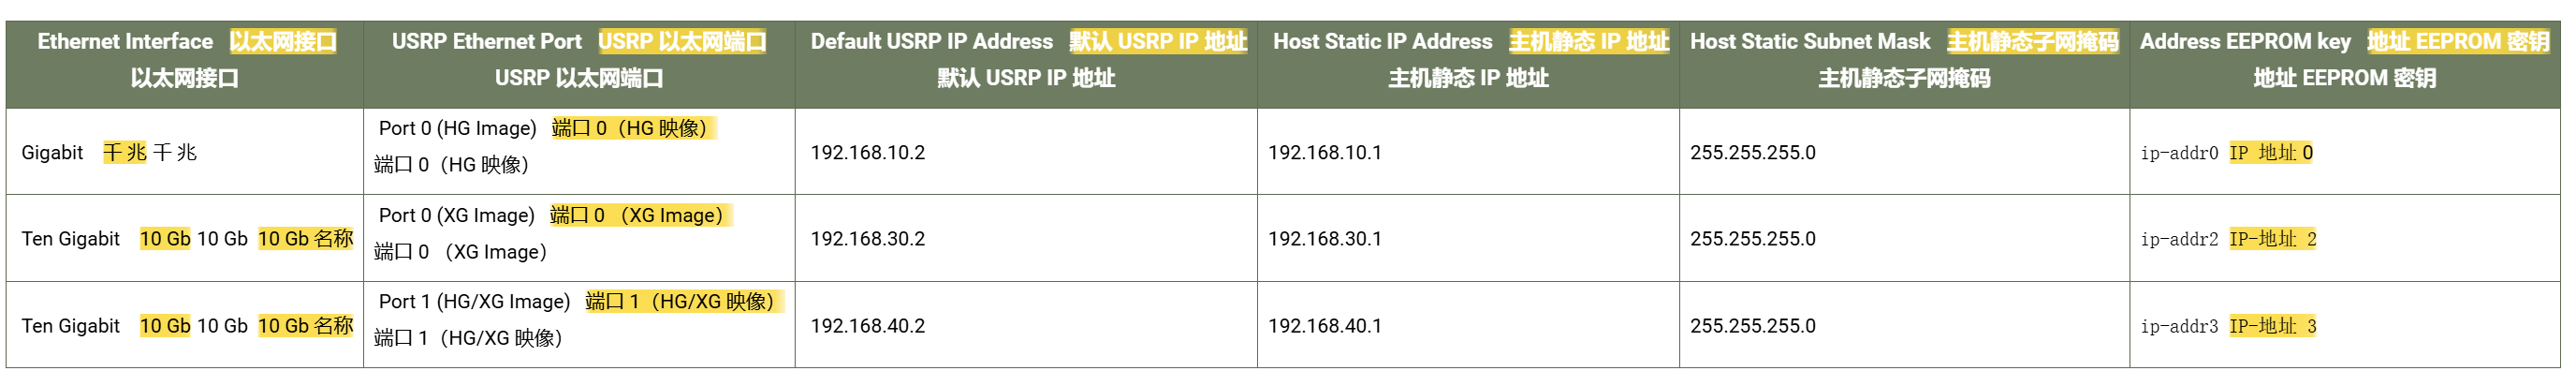 Ethernet Interface 以太网接口
以太网接口
USRP Ethernet Port USRP 以太网端口
USRP 以太网端口
Default USRP IP Address 默认 USRP IP 地址
默认 USRP IP 地址
Host Static IP Address 主机静态 IP 地址
主机静态 IP 地址
Host Static Subnet Mask 主机静态子网掩码
主机静态子网掩码
Address EEPROM key 地址 EEPROM 密钥
地址 EEPROM 密钥
Gigabit 千 兆 千 兆
Port 0 (HG Image) 端口 0（HG 映像）
端口 0（HG 映像）
192.168.10.2
192.168.10.1
255.255.255.0
ip-addr0 IP 地址 0
Ten Gigabit 10 Gb 10 Gb 10 Gb 名称
Port 0 (XG Image) 端口 0 （XG Image）
端口 0 （XG Image）
192.168.30.2
192.168.30.1
255.255.255.0
ip-addr2 IP-地址 2
Ten Gigabit 10 Gb 10 Gb 10 Gb 名称
Port 1 (HG/XG Image) 端口 1（HG/XG 映像）
端口 1（HG/XG 映像）
192.168.40.2
192.168.40.1
255.255.255.0
ip-addr3 IP-地址 3